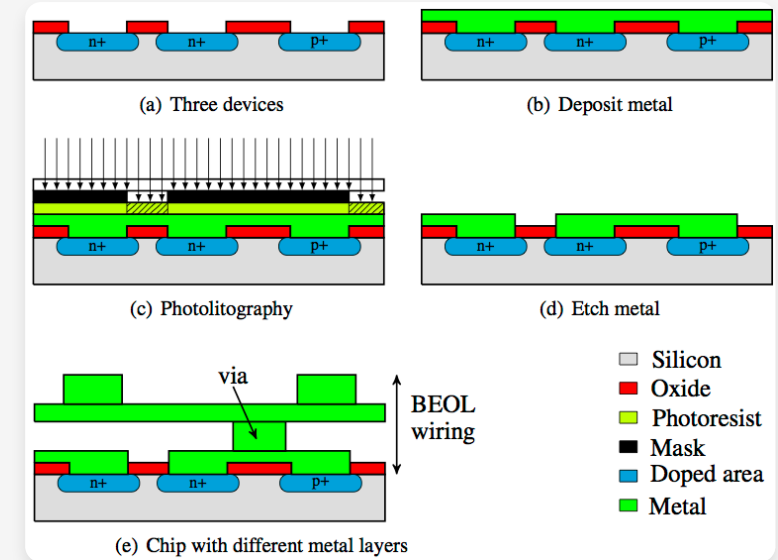 n+ n+ p+
(a) Three devices
n+ n+ p+
(b) Deposit metal
n+ n+ p+
(c) Photolitography
n+ n+ p+
(d) Etch metal
via
BEOL
wiring
n+ n+ p+
(e) Chip with different metal layers
Silicon
Oxide
Photoresist
Mask
Doped area
Metal